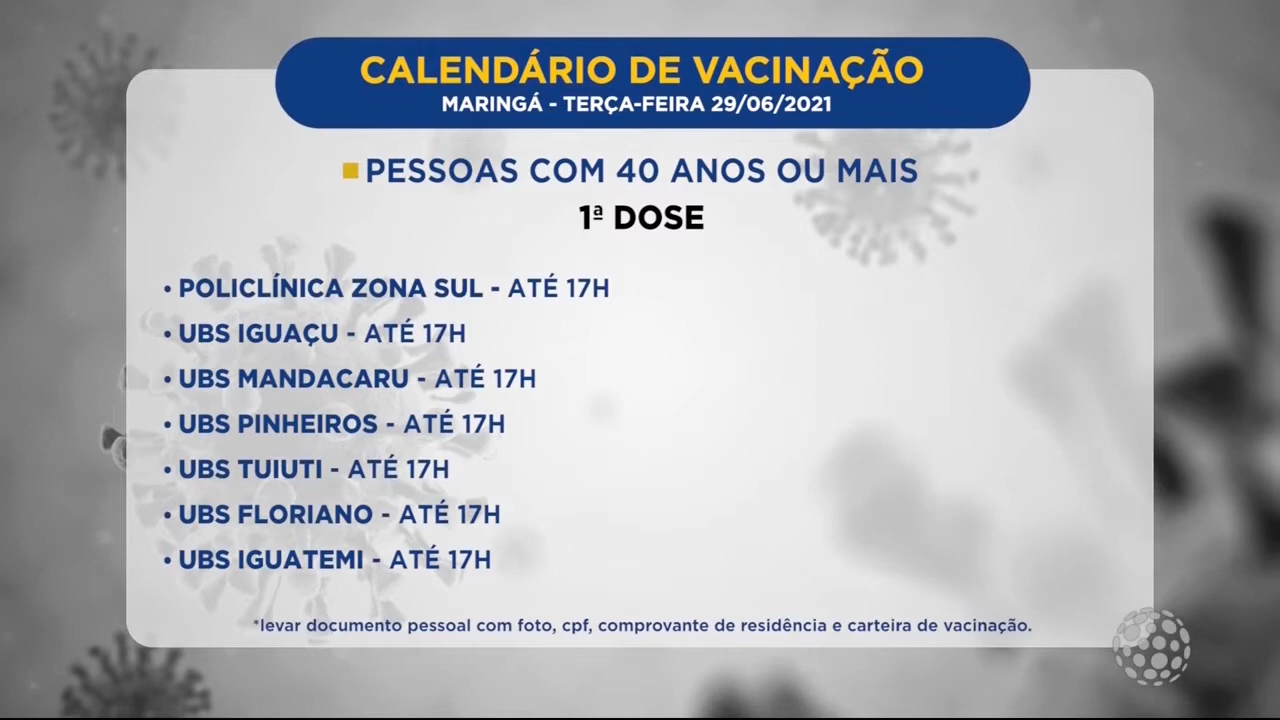 CALENDÁRIO DE VACINAÇÃO
MARINGÁ - TERÇA-FEIRA 29/06/2021
PESSOAS COM 40 ANOS OU MAIS
1ª DOSE
• POLICLÍNICA ZONA SUL - ATÉ 17H
• UBS IGUAÇU - ATÉ 17H
• UBS MANDACARU - ATÉ 17H
• UBS PINHEIROS - ATÉ 17H
• UBS TUIUTI - ATÉ 17H
• UBS FLORIANO - ATÉ 17H
• UBS IGUATEMI - ATÉ 17H
*levar documento pessoal com foto, cpf, comprovante de residência e carteira de vacinação.